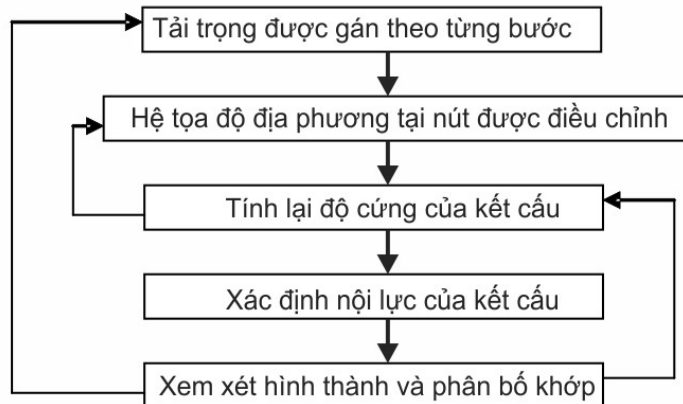 Tải trọng được gán theo từng bước
Hệ tọa độ địa phương tại nút được điều chỉnh
Tính lại độ cứng của kết cấu
Xác định nội lực của kết cấu
Xem xét hình thành và phân bố khớp